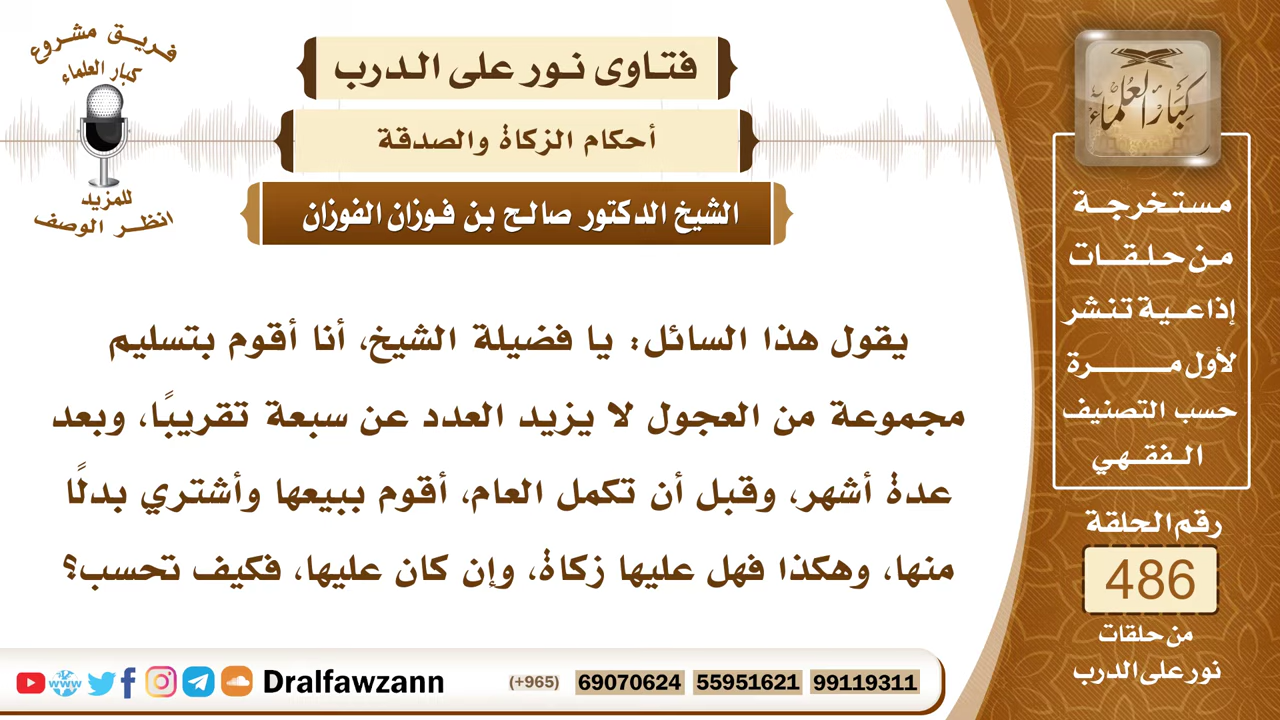 فريق مشروع
كبار العلماء
للمزيد
انظر الوصف
فتاوى نور على الدرب
أحكام الزكاة والصدقة
الشيخ الدكتور صالح بن فوزان الفوزان
يقول هذا السائل: يا فضيلة الشيخ، أنا أقوم بتسليم
مجموعة من العجول لا يزيد العدد عن سبعة تقريبًا، وبعد
عدة أشهر، وقبل أن تكمل العام، أقوم ببيعها وأشتري بدلًا
منها، وهكذا فهل عليها زكاة، وإن كان عليها، فكيف تحسب؟
كبار العلماء
مستخرجة
من حلقات
إذاعية تنشر
لأول مرة
حسب التصنيف
الفقهي
رقم الحلقة
486
من حلقات
نور على الدرب
www
Dralfawzann
(+965) 69070624 55951621 99119311